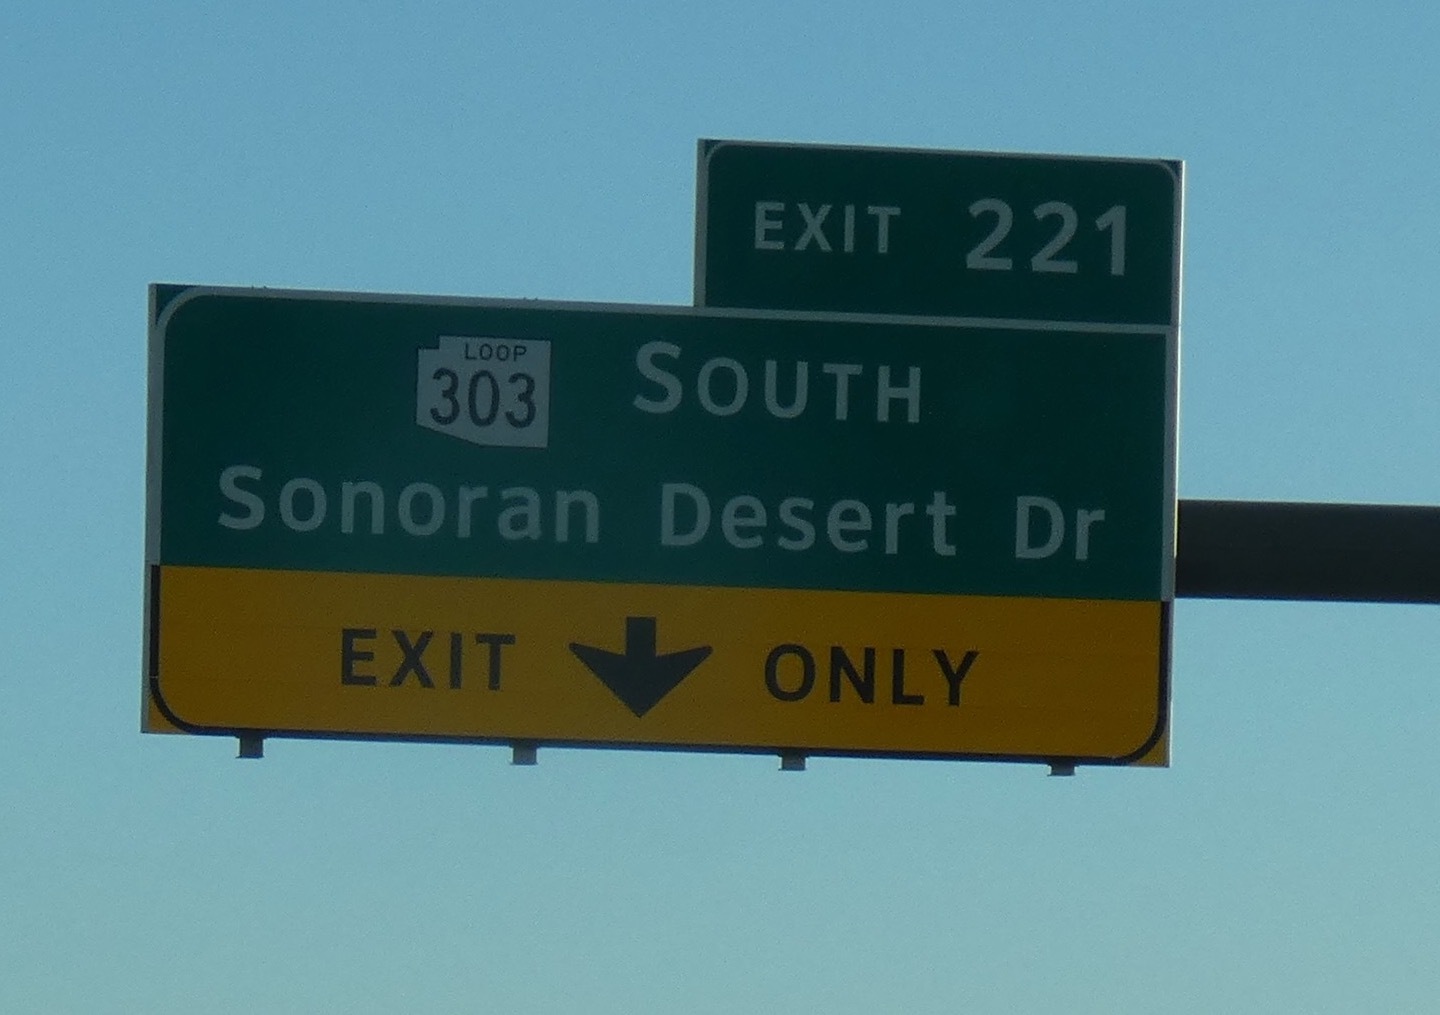 EXIT 221
LOOP
303 SOUTH
Sonoran Desert Dr
EXIT ONLY